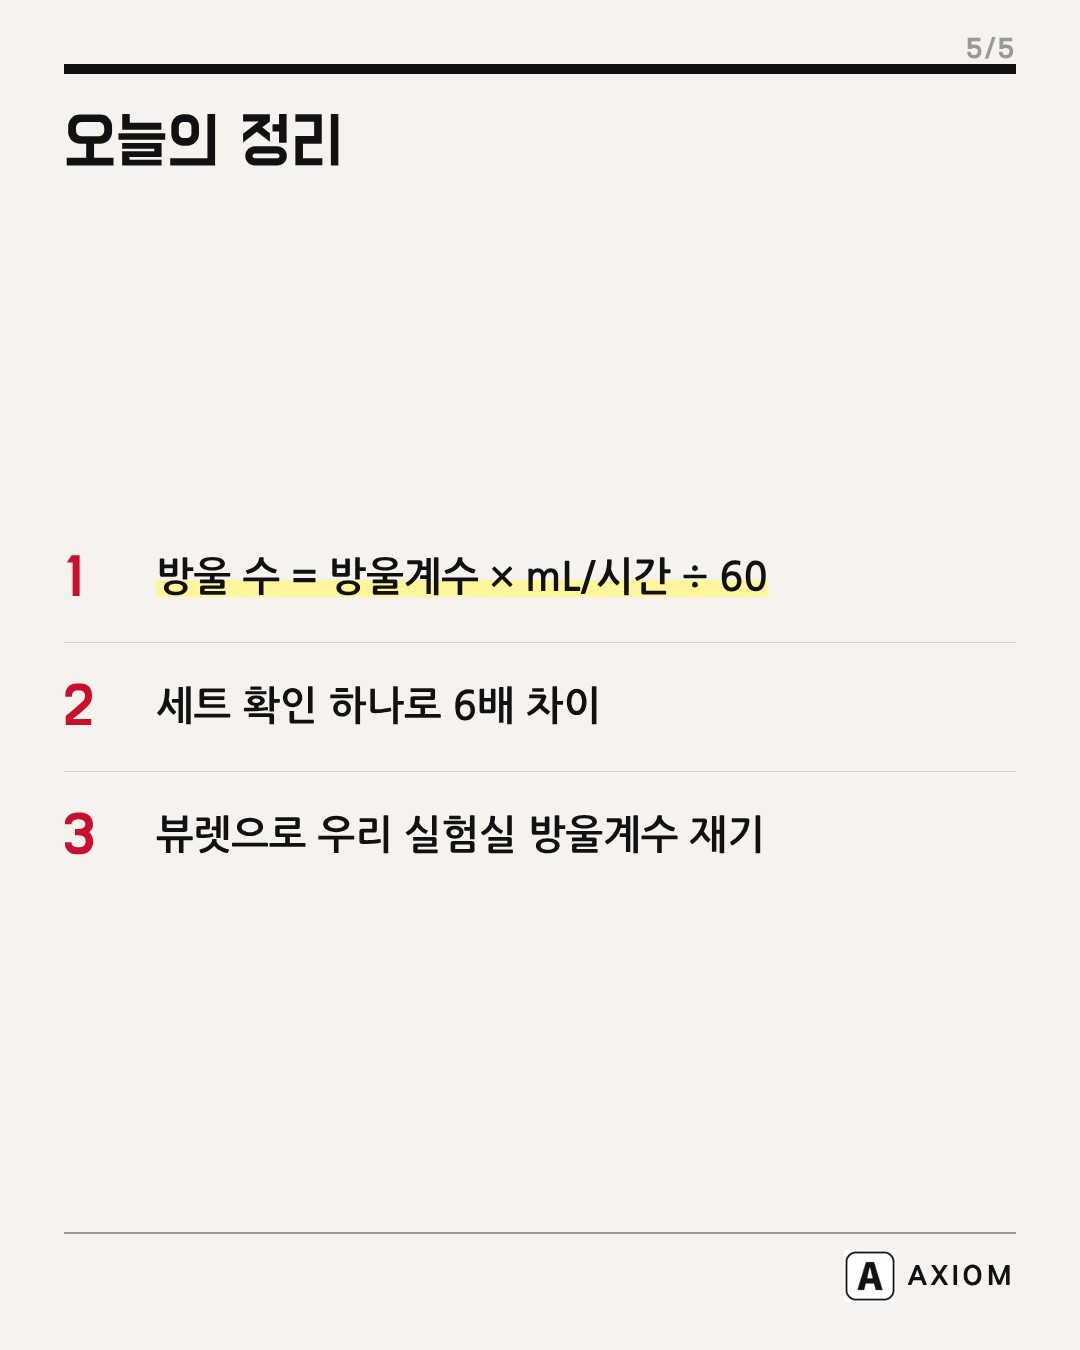 5/5
오늘의 정리
1 방울 수 = 방울계수 × mL/시간 ÷ 60
2 세트 확인 하나로 6배 차이
3 뷰렛으로 우리 실험실 방울계수 재기
A AXIOM